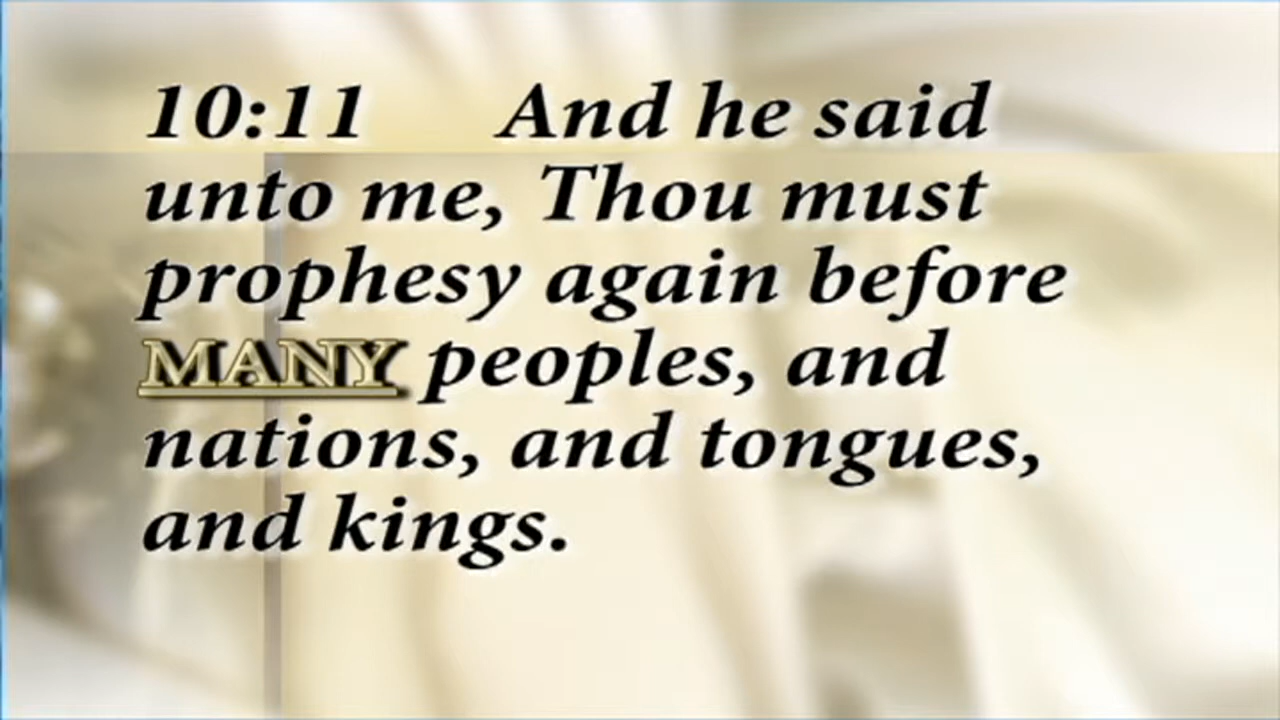 10:11 And he said
unto me, Thou must
prophesy again before
MANY peoples, and
nations, and tongues,
and kings.